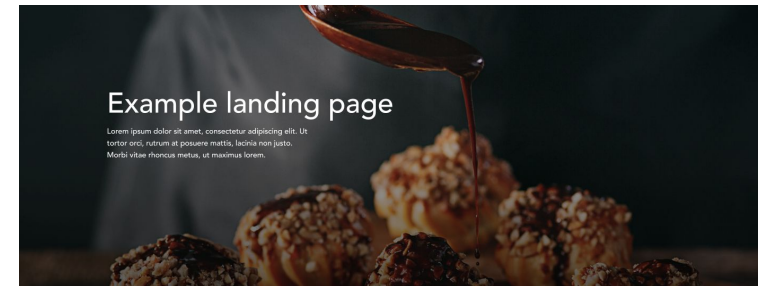 Example landing page
Lorem ipsum dolor sit amet, consectetur adipiscing elit. Ut
tortor orci, rutrum at posuere mattis, lacinia non justo.
Morbi vitae rhoncus metus, ut maximus lorem.